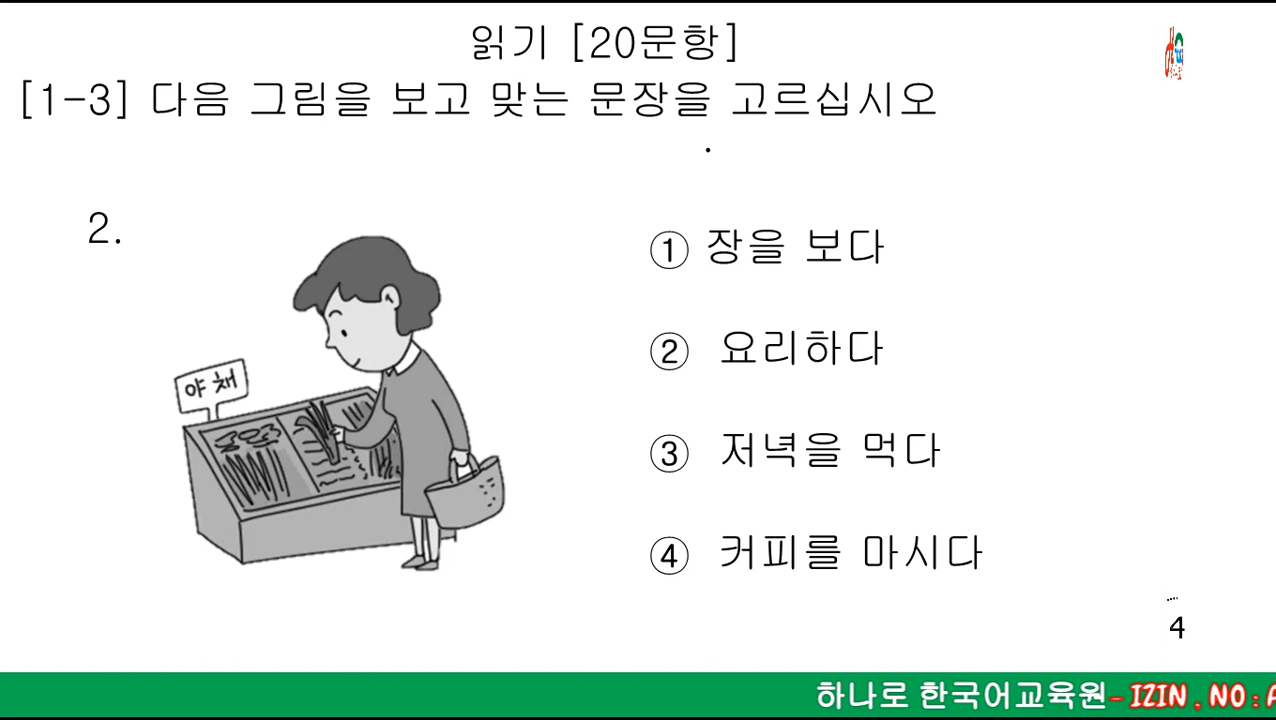 읽기 [20문항]
[1-3] 다음 그림을 보고 맞는 문장을 고르십시오
.
2.
야채
① 장을 보다
② 요리하다
③ 저녁을 먹다
④ 커피를 마시다
4
하나로 한국어교육원- IZIN . NO : A